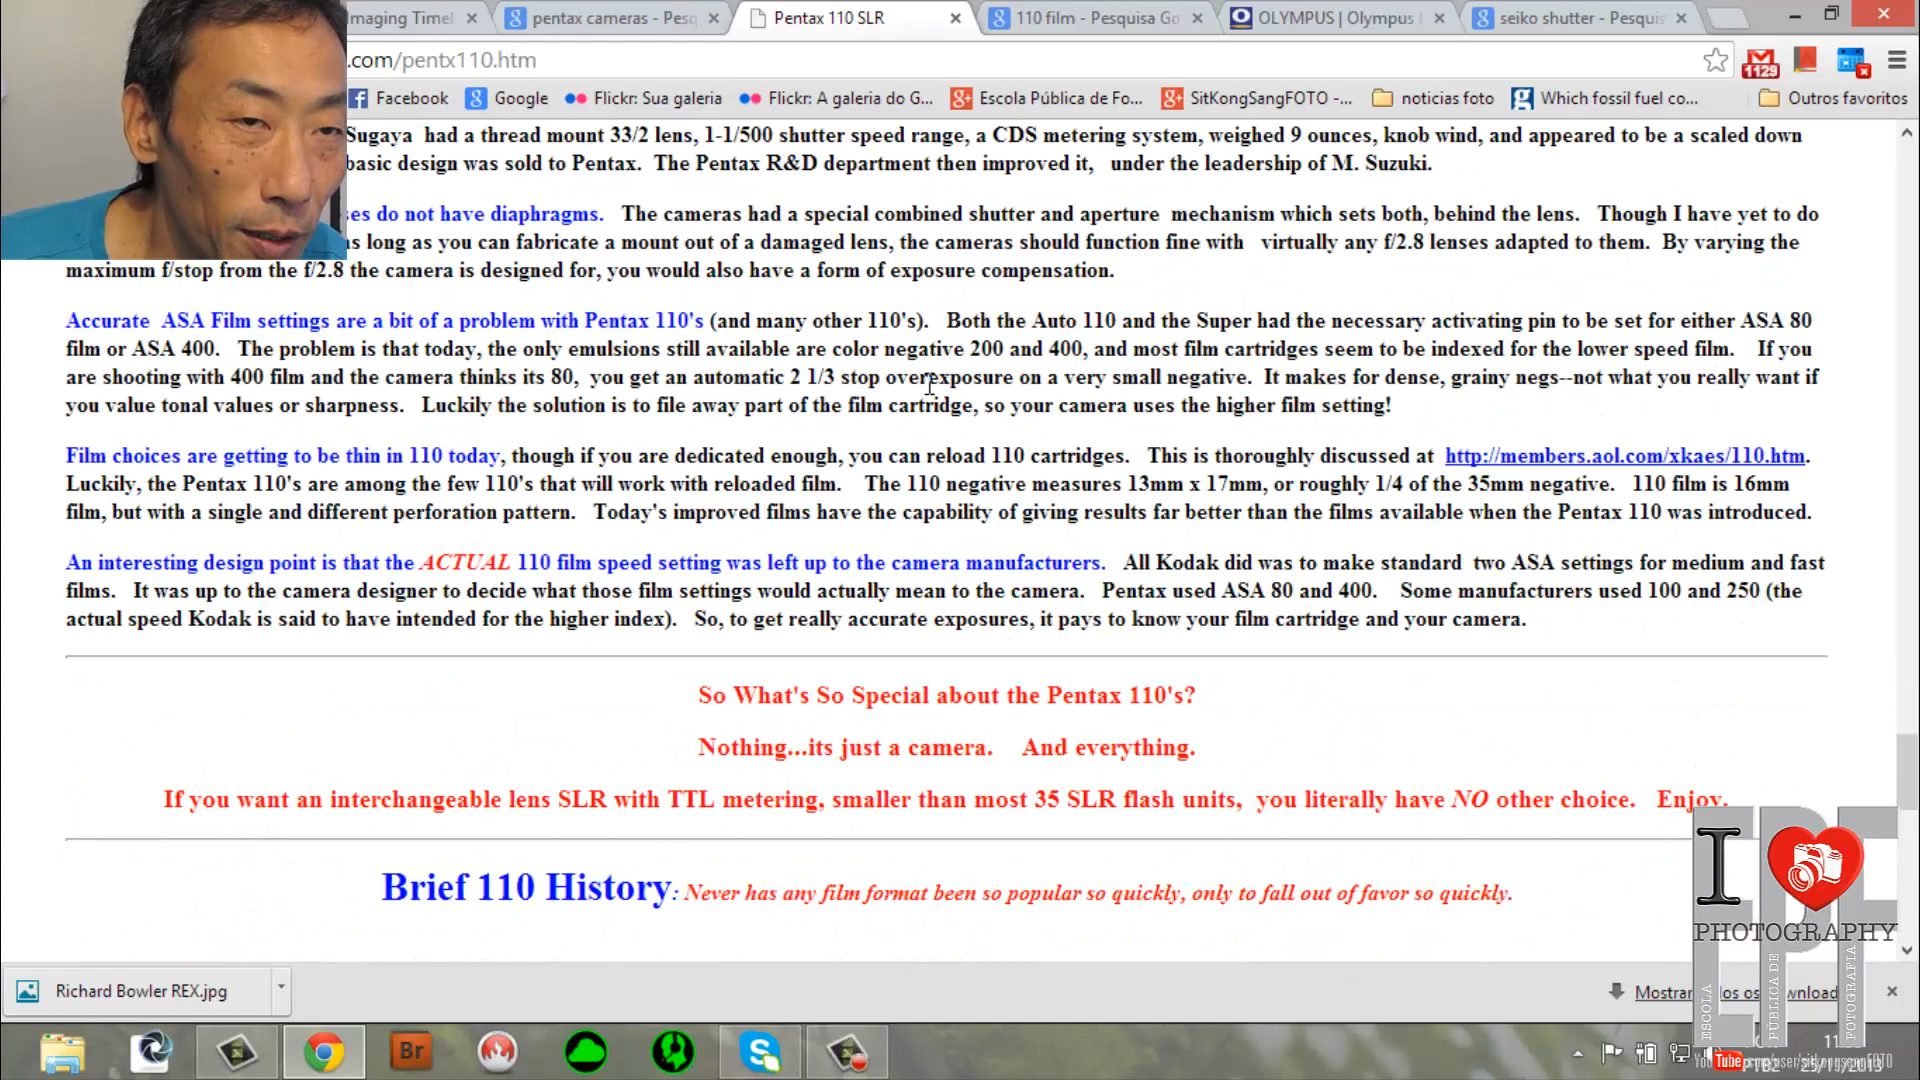 Imaging Timel
pentax cameras - Pesq
Pentax 110 SLR
110 film - Pesquisa Go
OLYMPUS | Olympus
seiko shutter - Pesquis
.com/pentx110.htm
1129
Facebook
Google
Flickr: Sua galeria
Flickr: A galeria do G...
Escola Pública de Fo...
SitKongSangFOTO -...
noticias foto
Which fossil fuel co...
Outros favoritos
Sugaya had a thread mount 33/2 lens, 1-1/500 shutter speed range, a CDS metering system, weighed 9 ounces, knob wind, and appeared to be a scaled down
basic design was sold to Pentax. The Pentax R&D department then improved it, under the leadership of M. Suzuki.
ses do not have diaphragms. The cameras had a special combined shutter and aperture mechanism which sets both, behind the lens. Though I have yet to do
s long as you can fabricate a mount out of a damaged lens, the cameras should function fine with virtually any f/2.8 lenses adapted to them. By varying the
maximum f/stop from the f/2.8 the camera is designed for, you would also have a form of exposure compensation.
Accurate ASA Film settings are a bit of a problem with Pentax 110's (and many other 110's). Both the Auto 110 and the Super had the necessary activating pin to be set for either ASA 80
film or ASA 400. The problem is that today, the only emulsions still available are color negative 200 and 400, and most film cartridges seem to be indexed for the lower speed film. If you
are shooting with 400 film and the camera thinks its 80, you get an automatic 2 1/3 stop overexposure on a very small negative. It makes for dense, grainy negs--not what you really want if
you value tonal values or sharpness. Luckily the solution is to file away part of the film cartridge, so your camera uses the higher film setting!
Film choices are getting to be thin in 110 today, though if you are dedicated enough, you can reload 110 cartridges. This is thoroughly discussed at http://members.aol.com/xkaes/110.htm.
Luckily, the Pentax 110's are among the few 110's that will work with reloaded film. The 110 negative measures 13mm x 17mm, or roughly 1/4 of the 35mm negative. 110 film is 16mm
film, but with a single and different perforation pattern. Today's improved films have the capability of giving results far better than the films available when the Pentax 110 was introduced.
An interesting design point is that the ACTUAL 110 film speed setting was left up to the camera manufacturers. All Kodak did was to make standard two ASA settings for medium and fast
films. It was up to the camera designer to decide what those film settings would actually mean to the camera. Pentax used ASA 80 and 400. Some manufacturers used 100 and 250 (the
actual speed Kodak is said to have intended for the higher index). So, to get really accurate exposures, it pays to know your film cartridge and your camera.
So What's So Special about the Pentax 110's?
Nothing...its just a camera. And everything.
If you want an interchangeable lens SLR with TTL metering, smaller than most 35 SLR flash units, you literally have NO other choice. Enjoy.
Brief 110 History: Never has any film format been so popular so quickly, only to fall out of favor so quickly.
I
PHOTOGRAPHY
ESCOLA
PÚBLICA DE
FOTOGRAFIA
Richard Bowler REX.jpg
Br
You Tube